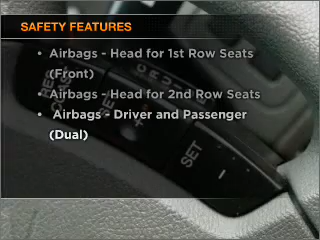 SAFETY FEATURES
• Airbags - Head for 1st Row Seats
(Front)
• Airbags - Head for 2nd Row Seats
• Airbags - Driver and Passenger
(Dual)
SET
-